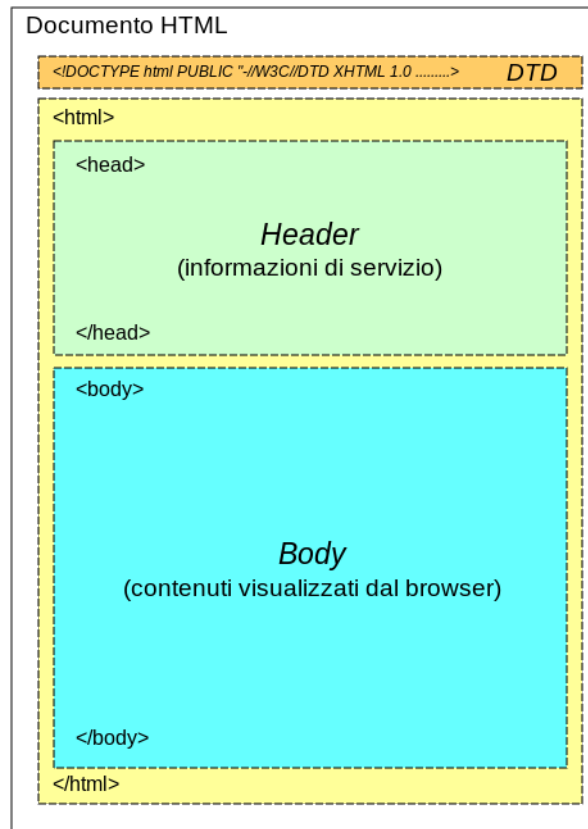 Documento HTML
<!DOCTYPE html PUBLIC "-//W3C//DTD XHTML 1.0 .........> DTD
<html>
<head>
Header
(informazioni di servizio)
</head>
<body>
Body
(contenuti visualizzati dal browser)
</body>
</html>